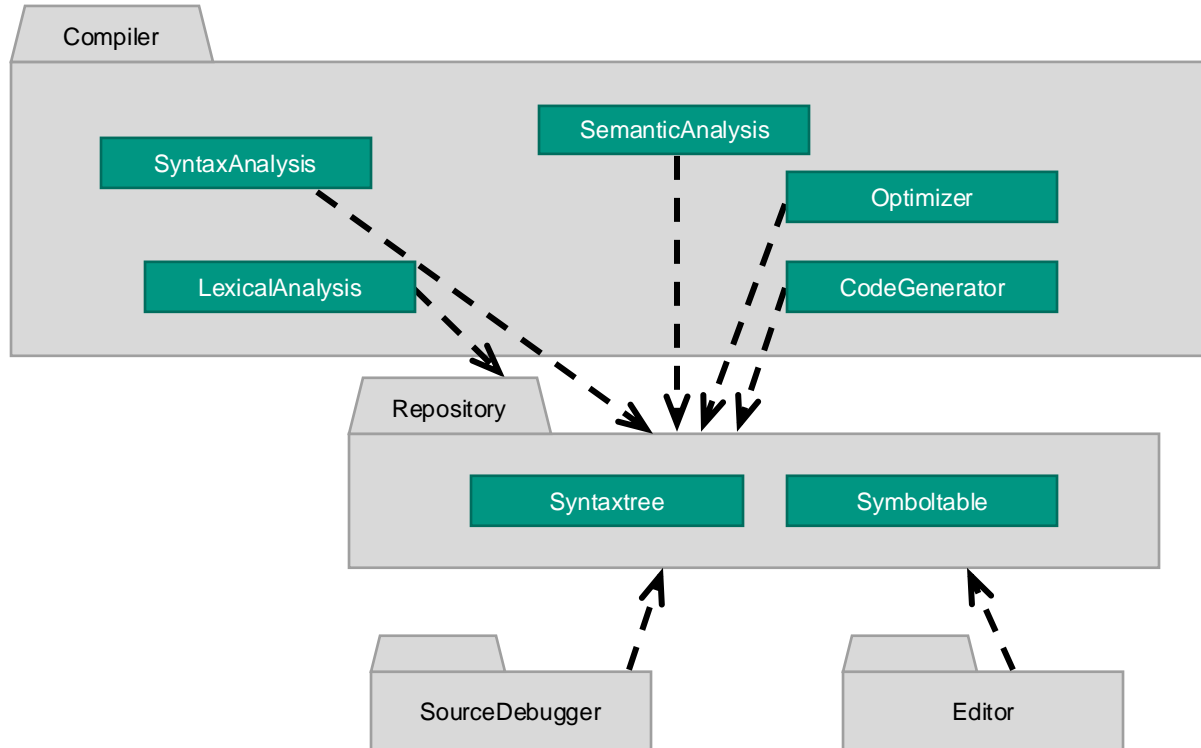 Compiler
SemanticAnalysis
SyntaxAnalysis
Optimizer
LexicalAnalysis
CodeGenerator
Repository
Syntaxtree
Symboltable
SourceDebugger
Editor